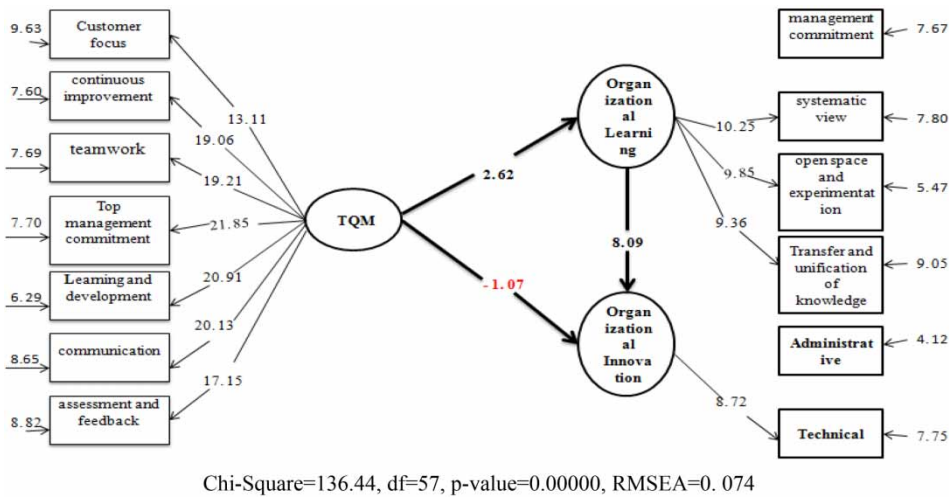 9.63
Customer
focus
7.60
continuous
improvement
7.69
teamwork
7.70
Top
management
commitment
6.29
Learning and
development
8.65
communication
8.82
assessment and
feedback
13.11
19.06
19.21
21.85
20.91
20.13
17.15
TQM
2.62
-1.07
Organ
ization
al
Learni
ng
8.09
Organ
ization
al
Innova
tion
10.25
9.85
9.36
8.72
management
commitment
7.67
systematic
view
7.80
open space
and
experimentat
ion
5.47
Transfer and
unification
of
knowledge
9.05
Administrat
ive
4.12
Technical
7.75
Chi-Square=136.44, df=57, p-value=0.00000, RMSEA=0. 074